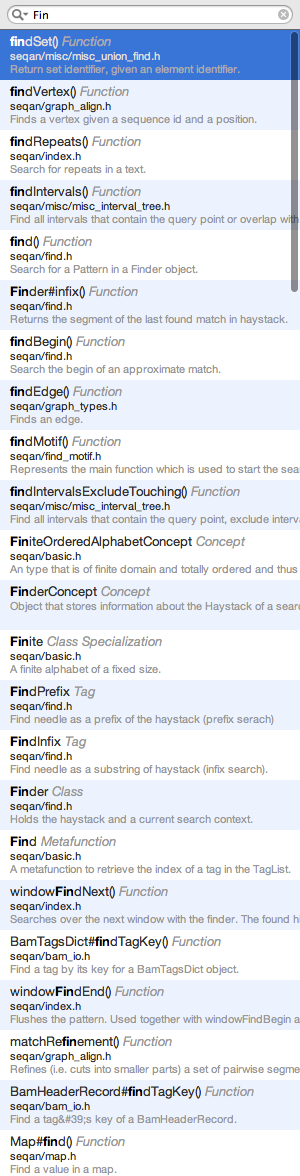 Fin
findSet() Function
seqan/misc/misc_union_find.h
Return set identifier, given an element identifier.
findVertex() Function
seqan/graph_align.h
Finds a vertex given a sequence id and a position.
findRepeats() Function
seqan/index.h
Search for repeats in a text.
findIntervals() Function
seqan/misc/misc_interval_tree.h
Find all intervals that contain the query point or overlap with
find() Function
seqan/find.h
Search for a Pattern in a Finder object.
Finder#infix() Function
seqan/find.h
Returns the segment of the last found match in haystack.
findBegin() Function
seqan/find.h
Search the begin of an approximate match.
findEdge() Function
seqan/graph_types.h
Finds an edge.
findMotif() Function
seqan/find_motif.h
Represents the main function which is used to start the sea
findIntervalsExcludeTouching() Function
seqan/misc/misc_interval_tree.h
Find all intervals that contain the query point, exclude interv
FiniteOrderedAlphabetConcept Concept
seqan/basic.h
An type that is of finite domain and totally ordered and thus
FinderConcept Concept
Object that stores information about the Haystack of a sear
Finite Class Specialization
seqan/basic.h
A finite alphabet of a fixed size.
FindPrefix Tag
seqan/find.h
Find needle as a prefix of the haystack (prefix serach)
FindInfix Tag
seqan/find.h
Find needle as a substring of haystack (infix search).
Finder Class
seqan/find.h
Holds the haystack and a current search context.
Find Metafunction
seqan/basic.h
A metafunction to retrieve the index of a tag in the TagList.
windowFindNext() Function
seqan/index.h
Searches over the next window with the finder. The found hi
BamTagsDict#findTagKey() Function
seqan/bam_io.h
Find a tag by its key for a BamTagsDict object.
windowFindEnd() Function
seqan/index.h
Flushes the pattern. Used together with windowFindBegin a
matchRefinement() Function
seqan/graph_align.h
Refines (i.e. cuts into smaller parts) a set of pairwise segme
BamHeaderRecord#findTagKey() Function
seqan/bam_io.h
Find a tag&#39;s key of a BamHeaderRecord.
Map#find() Function
seqan/map.h
Find a value in a map.